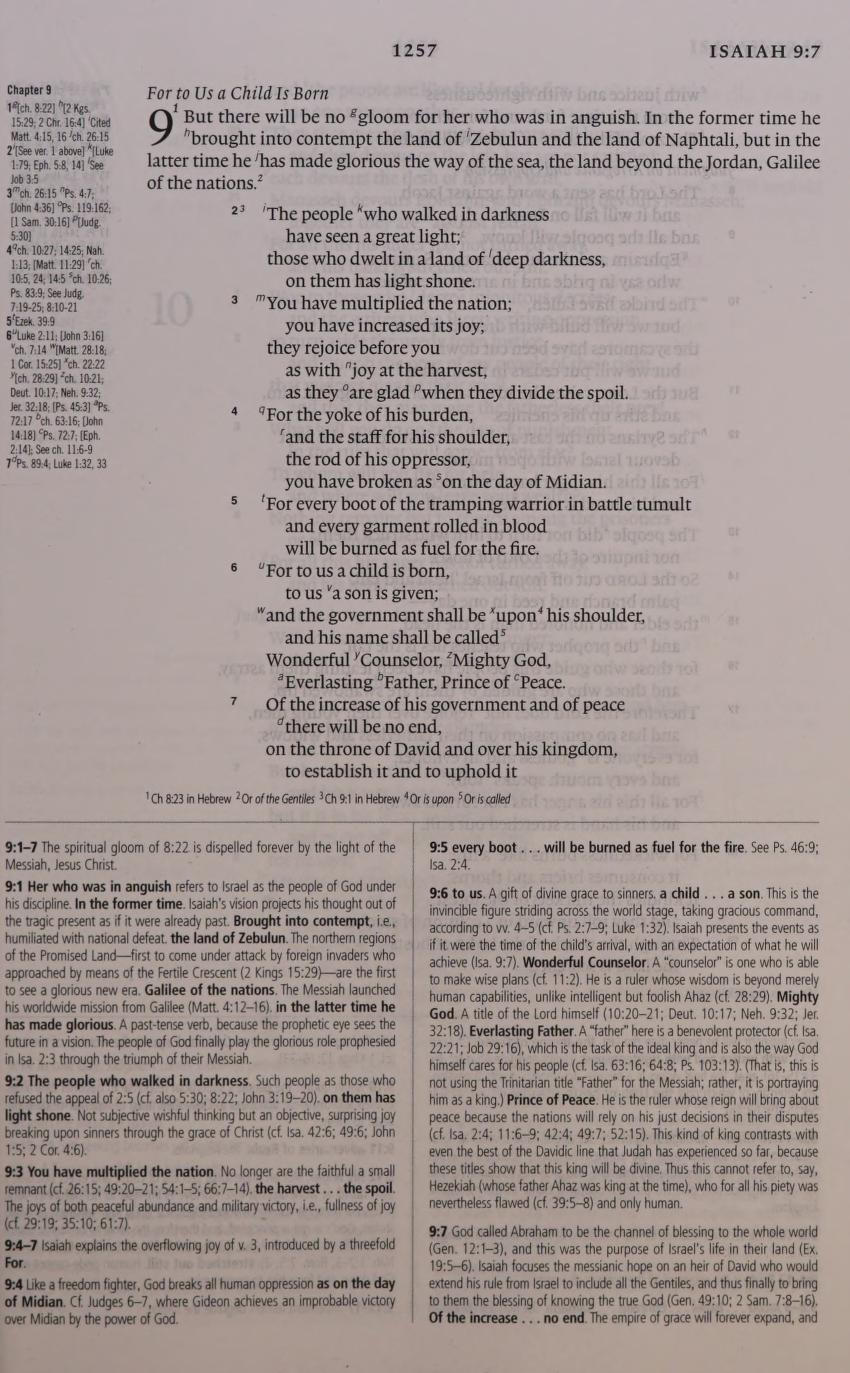 1257
ISAIAH 9:7
Chapter 9
1g[ch. 8:22] h[2 Kgs.
15:29; 2 Chr. 16:4] iCited
Matt. 4:15, 16 jch. 26:15
2i[See ver. 1 above] k[Luke
1:79; Eph. 5:8, 14] lSee
Job 3:5
3mch. 26:15 nPs. 4:7;
[John 4:36] oPs. 119:162;
[1 Sam. 30:16] p[Judg.
5:30]
4qch. 10:27; 14:25; Nah.
1:13; [Matt. 11:29] rch.
10:5, 24; 14:5 sch. 10:26;
Ps. 83:9; See Judg.
7:19-25; 8:10-21
5tEzek. 39:9
6uLuke 2:11; [John 3:16]
vch. 7:14 w[Matt. 28:18;
1 Cor. 15:25] xch. 22:22
y[ch. 28:29] zch. 10:21;
Deut. 10:17; Neh. 9:32;
Jer. 32:18; [Ps. 45:3] aPs.
72:17 bch. 63:16; [John
14:18] cPs. 72:7; [Eph.
2:14]; See ch. 11:6-9
7dPs. 89:4; Luke 1:32, 33
For to Us a Child Is Born
9 1 But there will be no ggloom for her who was in anguish. In the former time he
hbrought into contempt the land of iZebulun and the land of Naphtali, but in the
latter time he jhas made glorious the way of the sea, the land beyond the Jordan, Galilee
of the nations.2
2 3 iThe people kwho walked in darkness
have seen a great light;
those who dwelt in a land of ldeep darkness,
on them has light shone.
3 mYou have multiplied the nation;
you have increased its joy;
they rejoice before you
as with njoy at the harvest,
as they oare glad pwhen they divide the spoil.
4 qFor the yoke of his burden,
rand the staff for his shoulder,
the rod of his oppressor,
you have broken as son the day of Midian.
5 tFor every boot of the tramping warrior in battle tumult
and every garment rolled in blood
will be burned as fuel for the fire.
6 uFor to us a child is born,
to us va son is given;
wand the government shall be xupon4 his shoulder,
and his name shall be called5
Wonderful yCounselor, zMighty God,
aEverlasting bFather, Prince of cPeace.
7 Of the increase of his government and of peace
dthere will be no end,
on the throne of David and over his kingdom,
to establish it and to uphold it
1 Ch 8:23 in Hebrew 2 Or of the Gentiles 3 Ch 9:1 in Hebrew 4 Or is upon 5 Or is called
9:1–7 The spiritual gloom of 8:22 is dispelled forever by the light of the
Messiah, Jesus Christ.
9:1 Her who was in anguish refers to Israel as the people of God under
his discipline. In the former time. Isaiah's vision projects his thought out of
the tragic present as if it were already past. Brought into contempt, i.e.,
humiliated with national defeat. the land of Zebulun. The northern regions
of the Promised Land—first to come under attack by foreign invaders who
approached by means of the Fertile Crescent (2 Kings 15:29)—are the first
to see a glorious new era. Galilee of the nations. The Messiah launched
his worldwide mission from Galilee (Matt. 4:12–16). in the latter time he
has made glorious. A past-tense verb, because the prophetic eye sees the
future in a vision. The people of God finally play the glorious role prophesied
in Isa. 2:3 through the triumph of their Messiah.
9:2 The people who walked in darkness. Such people as those who
refused the appeal of 2:5 (cf. also 5:30; 8:22; John 3:19–20). on them has
light shone. Not subjective wishful thinking but an objective, surprising joy
breaking upon sinners through the grace of Christ (cf. Isa. 42:6; 49:6; John
1:5; 2 Cor. 4:6).
9:3 You have multiplied the nation. No longer are the faithful a small
remnant (cf. 26:15; 49:20–21; 54:1–5; 66:7–14). the harvest . . . the spoil.
The joys of both peaceful abundance and military victory, i.e., fullness of joy
(cf. 29:19; 35:10; 61:7).
9:4–7 Isaiah explains the overflowing joy of v. 3, introduced by a threefold
For.
9:4 Like a freedom fighter, God breaks all human oppression as on the day
of Midian. Cf. Judges 6–7, where Gideon achieves an improbable victory
over Midian by the power of God.
9:5 every boot . . . will be burned as fuel for the fire. See Ps. 46:9;
Isa. 2:4.
9:6 to us. A gift of divine grace to sinners. a child . . . a son. This is the
invincible figure striding across the world stage, taking gracious command,
according to vv. 4–5 (cf. Ps. 2:7–9; Luke 1:32). Isaiah presents the events as
if it were the time of the child's arrival, with an expectation of what he will
achieve (Isa. 9:7). Wonderful Counselor. A "counselor" is one who is able
to make wise plans (cf. 11:2). He is a ruler whose wisdom is beyond merely
human capabilities, unlike intelligent but foolish Ahaz (cf. 28:29). Mighty
God. A title of the Lord himself (10:20–21; Deut. 10:17; Neh. 9:32; Jer.
32:18). Everlasting Father. A "father" here is a benevolent protector (cf. Isa.
22:21; Job 29:16), which is the task of the ideal king and is also the way God
himself cares for his people (cf. Isa. 63:16; 64:8; Ps. 103:13). (That is, this is
not using the Trinitarian title "Father" for the Messiah; rather, it is portraying
him as a king.) Prince of Peace. He is the ruler whose reign will bring about
peace because the nations will rely on his just decisions in their disputes
(cf. Isa. 2:4; 11:6–9; 42:4; 49:7; 52:15). This kind of king contrasts with
even the best of the Davidic line that Judah has experienced so far, because
these titles show that this king will be divine. Thus this cannot refer to, say,
Hezekiah (whose father Ahaz was king at the time), who for all his piety was
nevertheless flawed (cf. 39:5–8) and only human.
9:7 God called Abraham to be the channel of blessing to the whole world
(Gen. 12:1–3), and this was the purpose of Israel's life in their land (Ex.
19:5–6). Isaiah focuses the messianic hope on an heir of David who would
extend his rule from Israel to include all the Gentiles, and thus finally to bring
to them the blessing of knowing the true God (Gen. 49:10; 2 Sam. 7:8–16).
Of the increase . . . no end. The empire of grace will forever expand, and